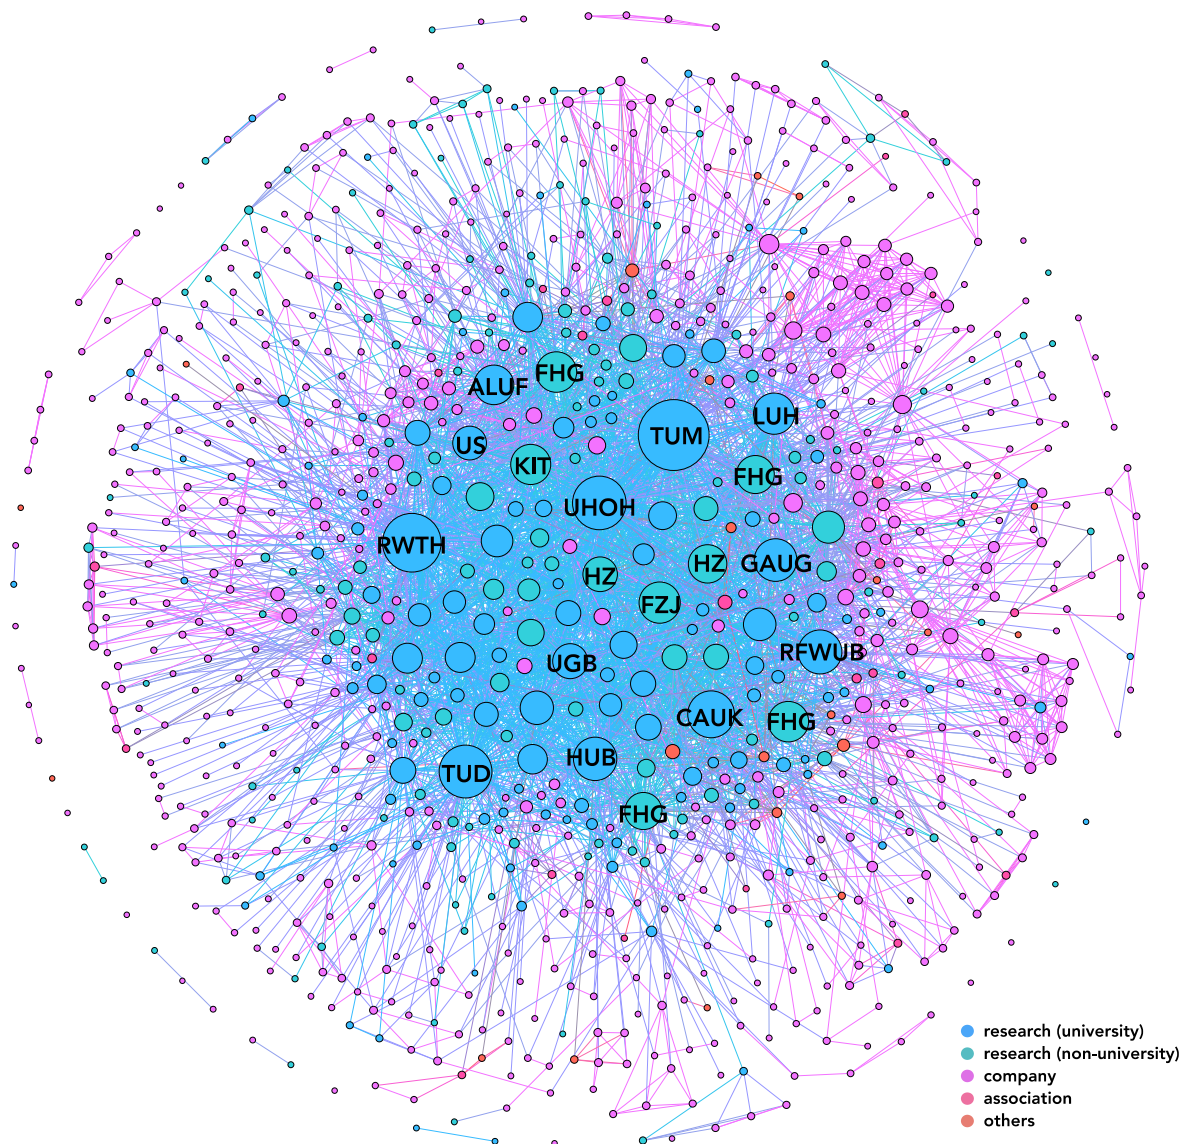 FHG
ALUF
LUH
TUM
US
KIT
FHG
UHOH
RWTH
HZ
GAUG
HZ
FZJ
RFWUB
UGB
CAUK
FHG
HUB
TUD
FHG
research (university)
research (non-university)
company
association
others